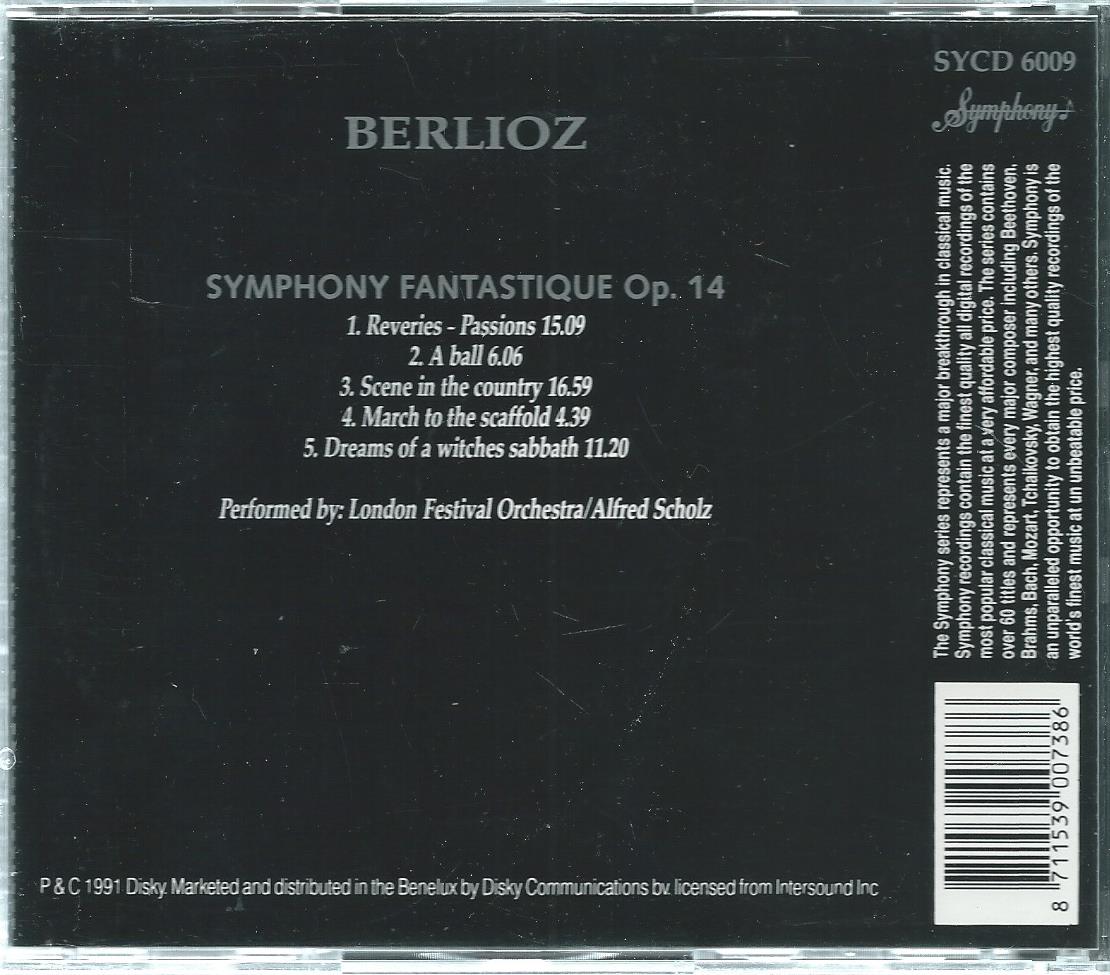 SYCD 6009
Symphony
BERLIOZ
SYMPHONY FANTASTIQUE Op. 14
1. Reveries - Passions 15.09
2. A ball 6.06
3. Scene in the country 16.59
4. March to the scaffold 4.39
5. Dreams of a witches sabbath 11.20
Performed by: London Festival Orchestra/Alfred Scholz
The Symphony series represents a major breakthrough in classical music.
Symphony recordings contain the finest quality all digital recordings of the
most popular classical music at a very affordable price. The series contains
over 60 titles and represents every major composer including Beethoven,
Brahms, Bach, Mozart, Tchaikovsky, Wagner, and many others. Symphony is
an unparalleled opportunity to obtain the highest quality recordings of the
world's finest music at un unbeatable price.
8 711539 007386
P & C 1991 Disky. Marketed and distributed in the Benelux by Disky Communications bv. licensed from Intersound Inc